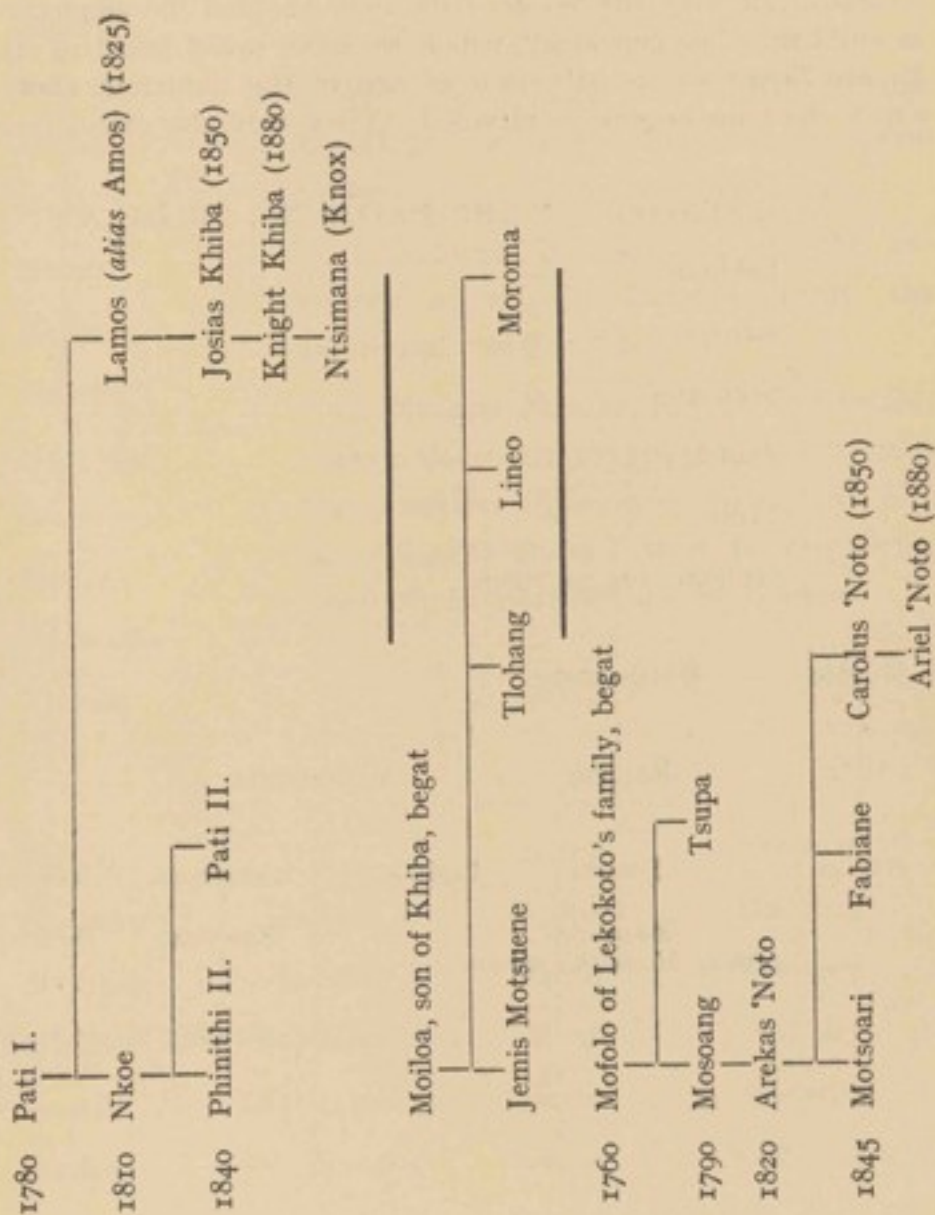 1780 Pati I.
1810 Nkoe Lamos (alias Amos) (1825)
1840 Phinithi II. Pati II. Josias Khiba (1850)
Knight Khiba (1880)
Ntsimana (Knox)
Moiloa, son of Khiba, begat
Jemis Motsuene Tlohang Lineo Moroma
1760 Mofolo of Lekokoto's family, begat
1790 Mosoang Tsupa
1820 Arekas 'Noto
1845 Motsoari Fabiane Carolus 'Noto (1850)
Ariel 'Noto (1880)